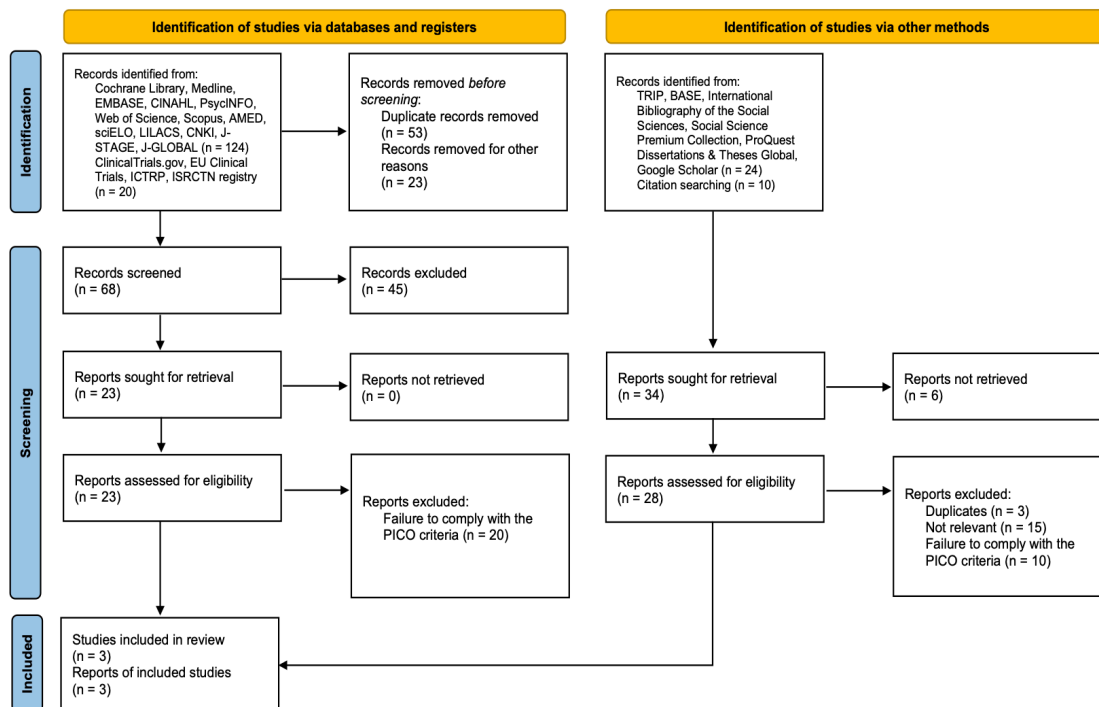 Identification of studies via databases and registers
Identification of studies via other methods
Identification
Records identified from:
Cochrane Library, Medline,
EMBASE, CINAHL, PsycINFO,
Web of Science, Scopus, AMED,
sciELO, LILACS, CNKI, J-
STAGE, J-GLOBAL (n = 124)
ClinicalTrials.gov, EU Clinical
Trials, ICTRP, ISRCTN registry
(n = 20)
Records removed before
screening:
Duplicate records removed
(n = 53)
Records removed for other
reasons
(n = 23)
Records identified from:
TRIP, BASE, International
Bibliography of the Social
Sciences, Social Science
Premium Collection, ProQuest
Dissertations & Theses Global,
Google Scholar (n = 24)
Citation searching (n = 10)
Screening
Records screened
(n = 68)
Records excluded
(n = 45)
Reports sought for retrieval
(n = 23)
Reports not retrieved
(n = 0)
Reports sought for retrieval
(n = 34)
Reports not retrieved
(n = 6)
Reports assessed for eligibility
(n = 23)
Reports excluded:
Failure to comply with the
PICO criteria (n = 20)
Reports assessed for eligibility
(n = 28)
Reports excluded:
Duplicates (n = 3)
Not relevant (n = 15)
Failure to comply with the
PICO criteria (n = 10)
Included
Studies included in review
(n = 3)
Reports of included studies
(n = 3)